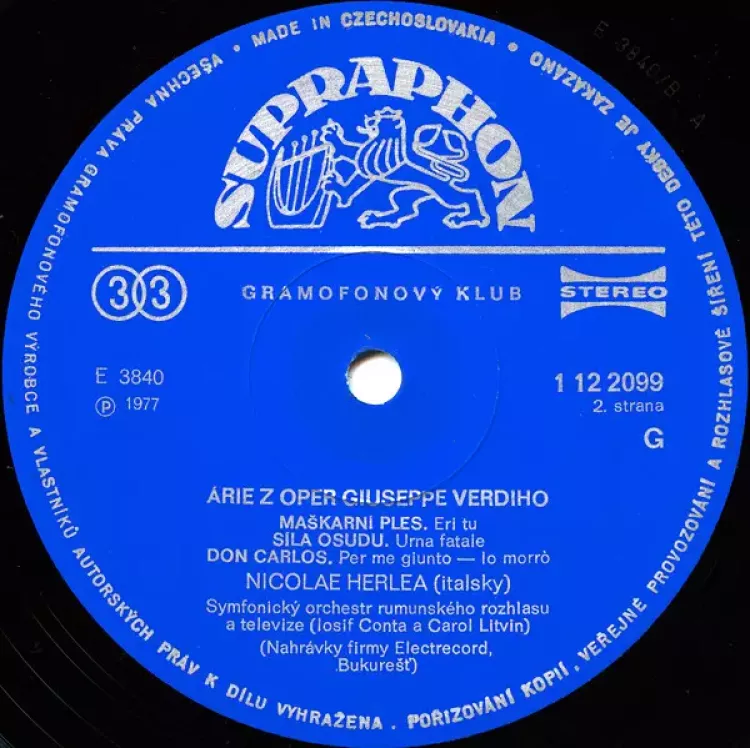 VŠECHNA PRÁVA GRAMOFONOVÉHO VÝROBCE A VLASTNÍKŮ AUTORSKÝCH PRÁV K DÍLU VYHRAŽENA . POŘIZOVÁNÍ KOPIÍ , VEŘEJNÉ PROVOZOVÁNÍ A ROZHLASOVÉ ŠÍŘENÍ TÉTO DESKY JE ZAKÁZÁNO
• MADE IN CZECHOSLOVAKIA •
E 3840/B A
SUPRAPHON
33
GRAMOFONOVÝ KLUB
STEREO
E 3840
Ⓟ 1977
1 12 2099
2. strana
G
ÁRIE Z OPER GIUSEPPE VERDIHO
MAŠKARNÍ PLES. Eri tu
SÍLA OSUDU. Urna fatale
DON CARLOS. Per me giunto — Io morrò
NICOLAE HERLEA (italsky)
Symfonický orchestr rumunského rozhlasu
a televize (Iosif Conta a Carol Litvin)
(Nahrávky firmy Electrecord,
Bukurešť)